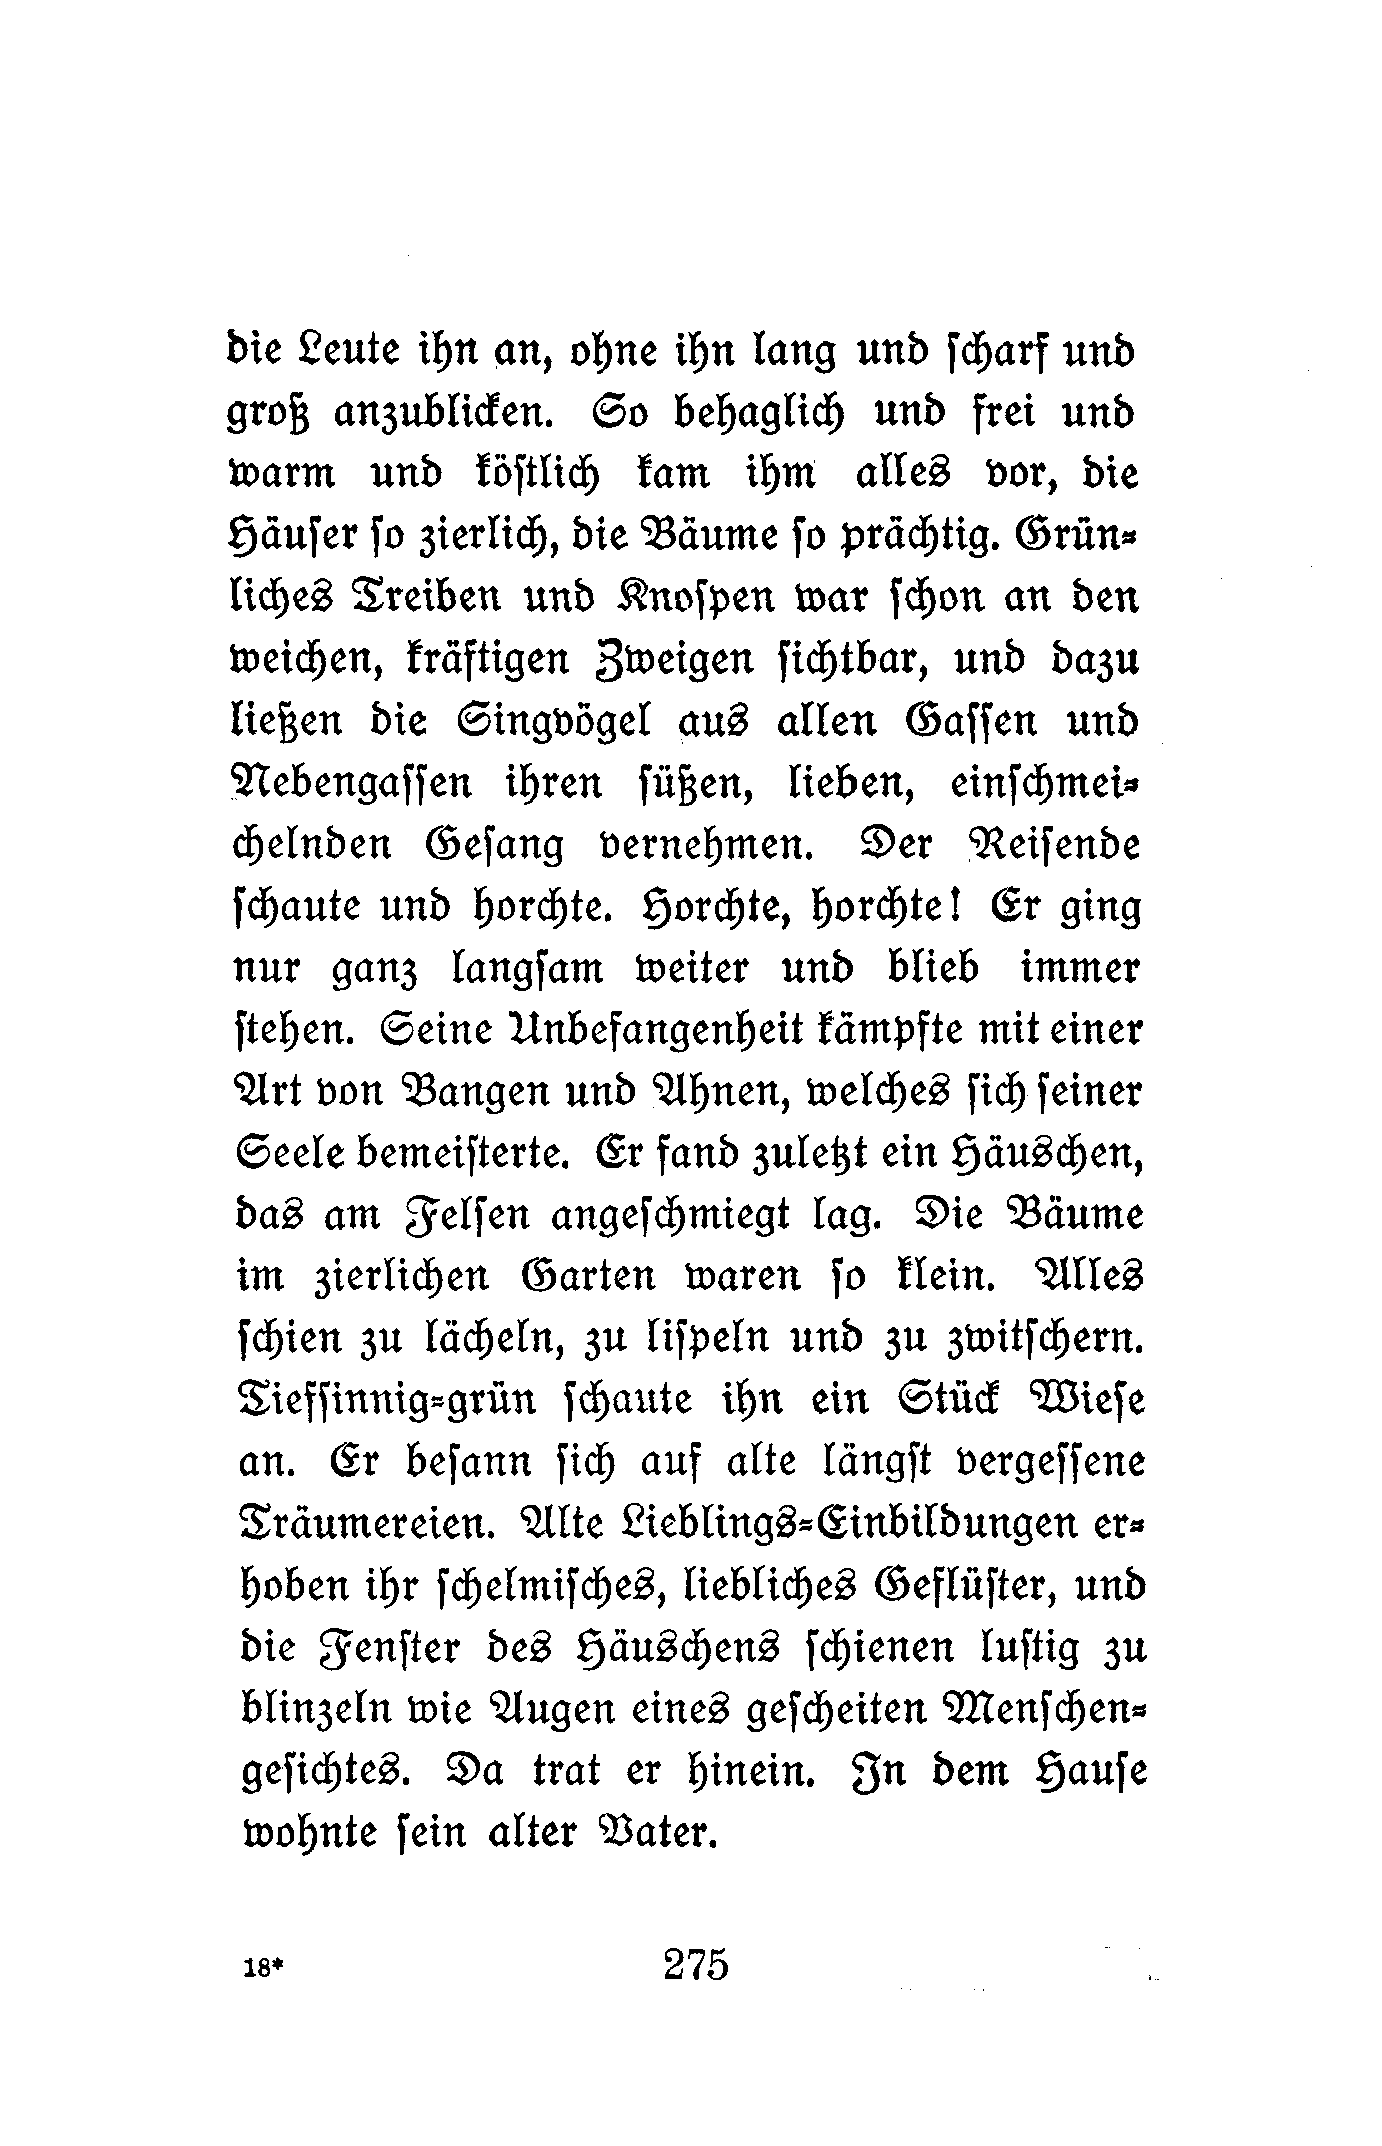 die Leute ihn an, ohne ihn lang und ſcharf und
groß anzublicken. So behaglich und frei und
warm und köſtlich kam ihm alles vor, die
Häuſer ſo zierlich, die Bäume ſo prächtig. Grün⸗
liches Treiben und Knoſpen war ſchon an den
weichen, kräftigen Zweigen ſichtbar, und dazu
ließen die Singvögel aus allen Gaſſen und
Nebengaſſen ihren ſüßen, lieben, einſchmei⸗
chelnden Geſang vernehmen. Der Reiſende
ſchaute und horchte. Horchte, horchte! Er ging
nur ganz langſam weiter und blieb immer
ſtehen. Seine Unbefangenheit kämpfte mit einer
Art von Bangen und Ahnen, welches ſich ſeiner
Seele bemeiſterte. Er fand zuletzt ein Häuschen,
das am Felſen angeſchmiegt lag. Die Bäume
im zierlichen Garten waren ſo klein. Alles
ſchien zu lächeln, zu liſpeln und zu zwitſchern.
Tiefſinnig⸗grün ſchaute ihn ein Stück Wieſe
an. Er beſann ſich auf alte längſt vergeſſene
Träumereien. Alte Lieblings⸗Einbildungen er⸗
hoben ihr ſchelmiſches, liebliches Geflüſter, und
die Fenſter des Häuschens ſchienen luſtig zu
blinzeln wie Augen eines geſcheiten Menſchen⸗
geſichtes. Da trat er hinein. In dem Hauſe
wohnte ſein alter Vater.
18* 275